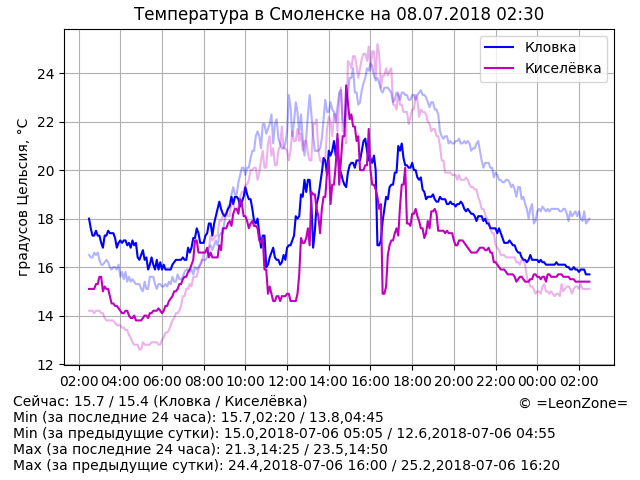 Температура в Смоленске на 08.07.2018 02:30
градусов Цельсия, °C
Кловка
Киселёвка
24
22
20
18
16
14
12
02:00 04:00 06:00 08:00 10:00 12:00 14:00 16:00 18:00 20:00 22:00 00:00 02:00
Сейчас: 15.7 / 15.4 (Кловка / Киселёвка)
© =LeonZone=
Min (за последние 24 часа): 15.7,02:20 / 13.8,04:45
Min (за предыдущие сутки): 15.0,2018-07-06 05:05 / 12.6,2018-07-06 04:55
Max (за последние 24 часа): 21.3,14:25 / 23.5,14:50
Max (за предыдущие сутки): 24.4,2018-07-06 16:00 / 25.2,2018-07-06 16:20